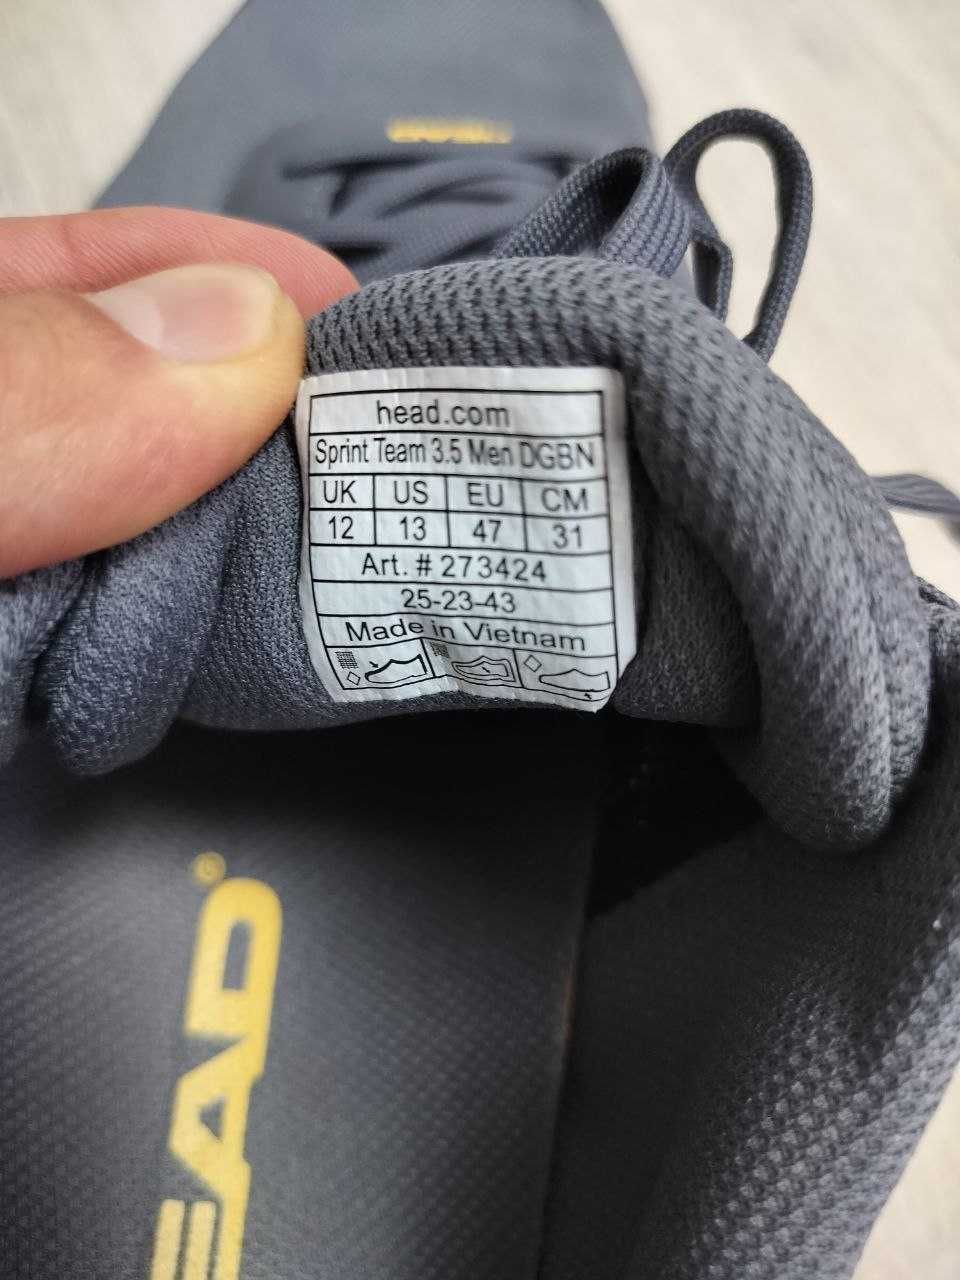 head.com
Sprint Team 3.5 Men DGBN
UK US EU CM
12 13 47 31
Art. # 273424
25-23-43
Made in Vietnam
EAD